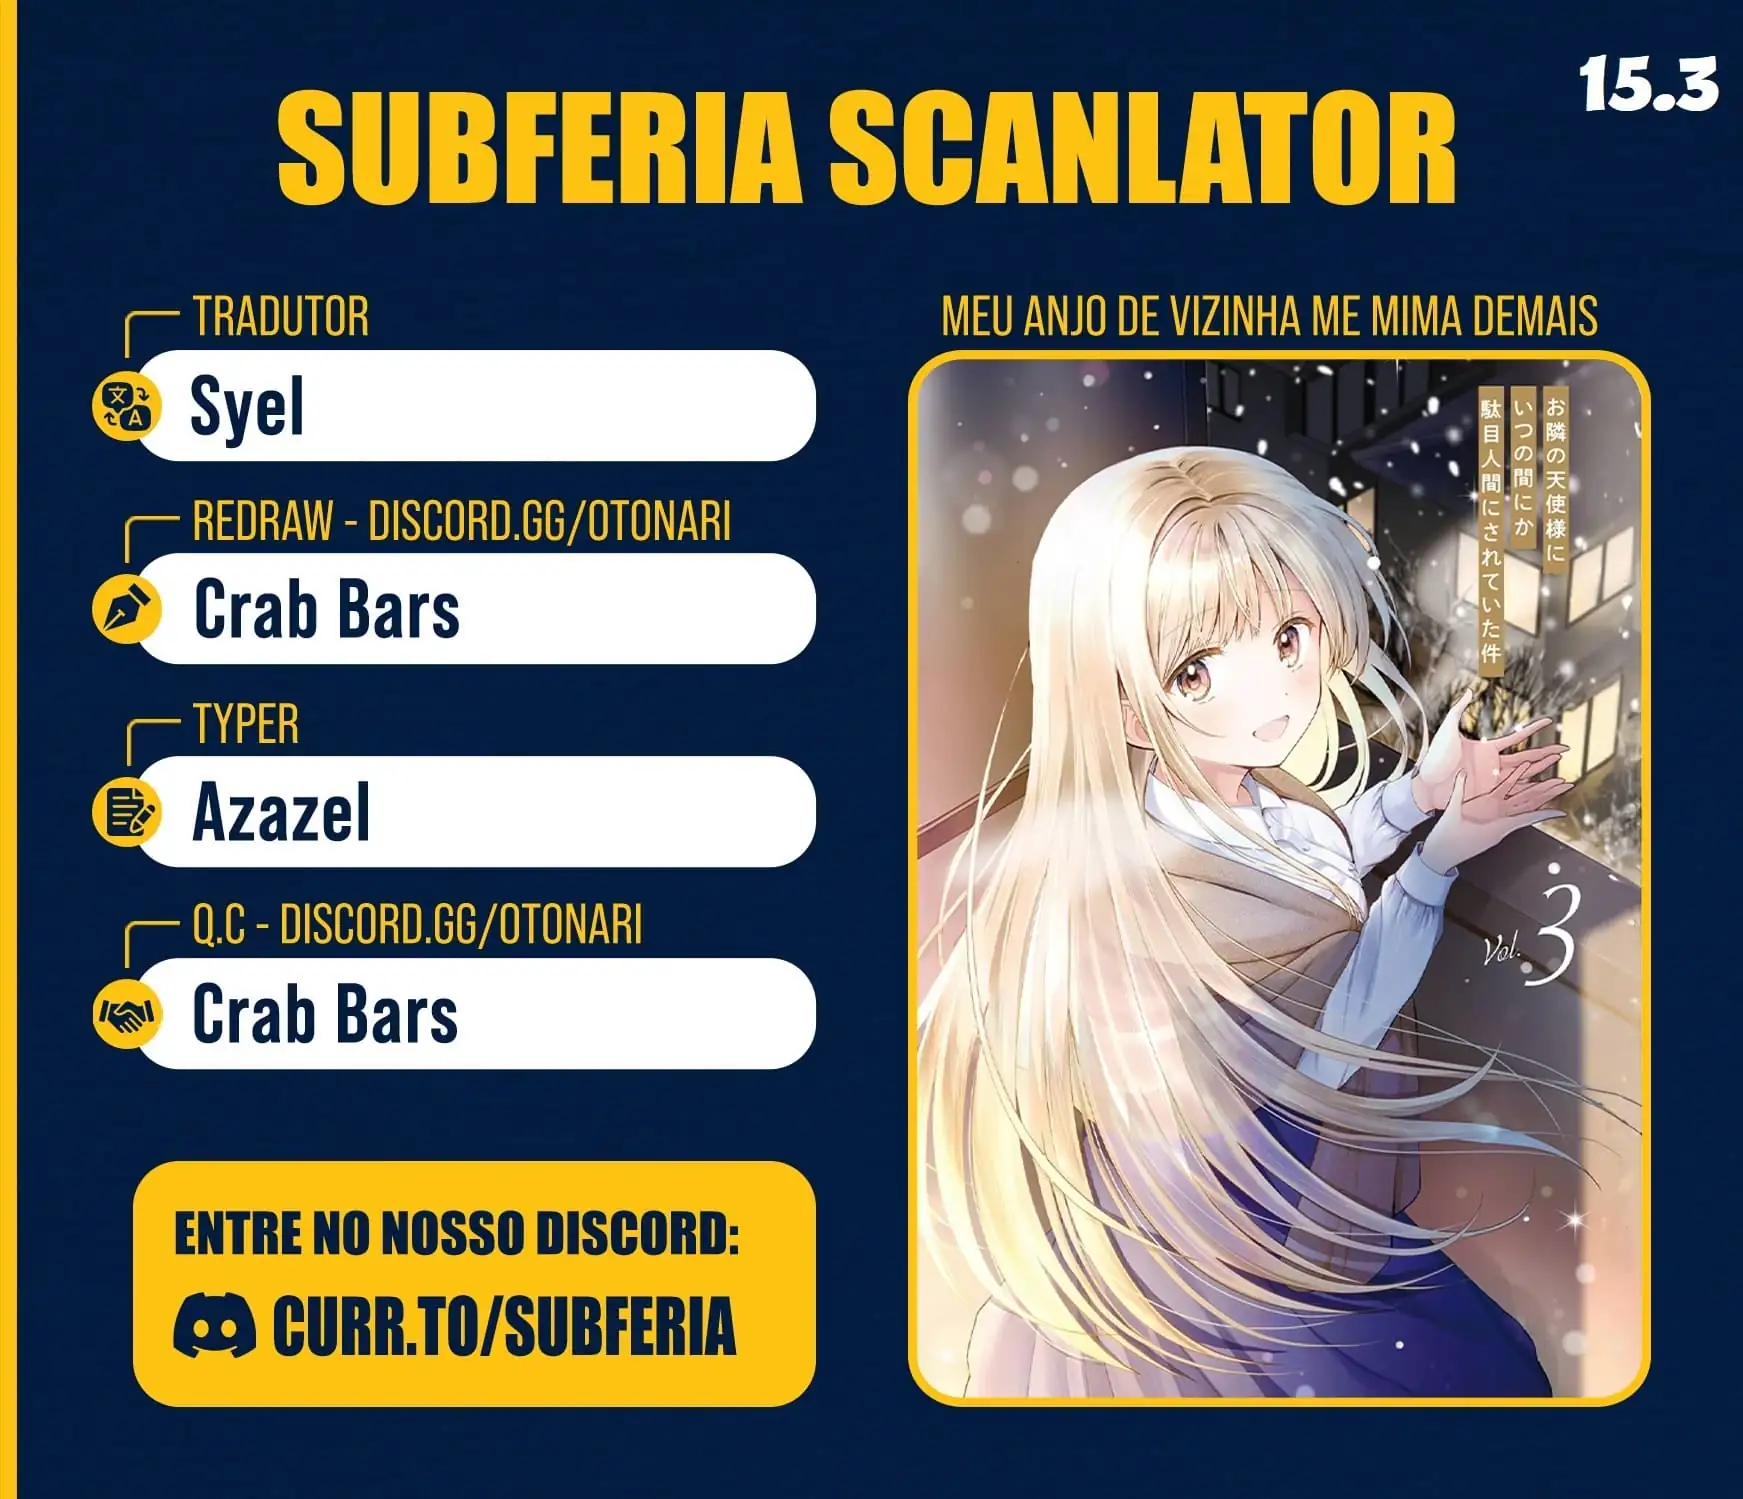 15.3
SUBFERIA SCANLATOR
TRADUTOR
Syel
REDRAW - DISCORD.GG/OTONARI
Crab Bars
TYPER
Azazel
Q.C - DISCORD.GG/OTONARI
Crab Bars
ENTRE NO NOSSO DISCORD:
CURR.TO/SUBFERIA
MEU ANJO DE VIZINHA ME MIMA DEMAIS
お隣の天使様に
いつの間にか
駄目人間にされていた件
Vol. 3
文
A